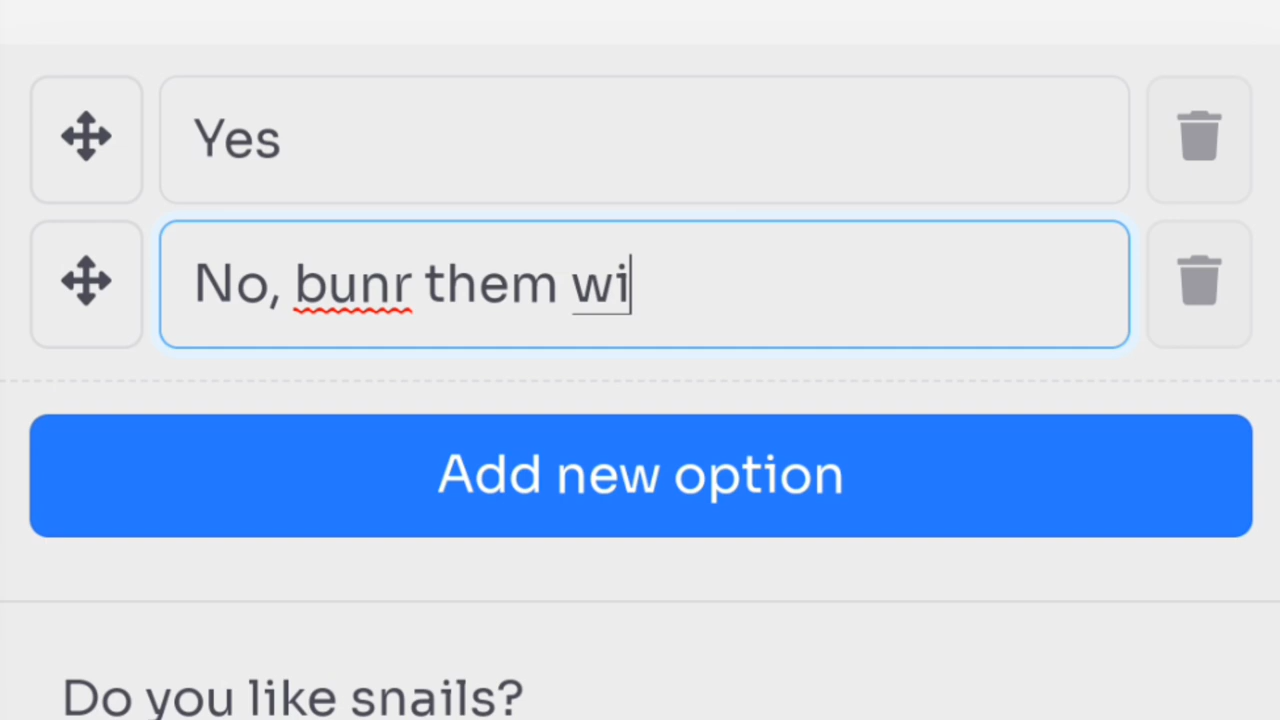 Yes
No, bunr them wi
Add new option
Do you like snails?